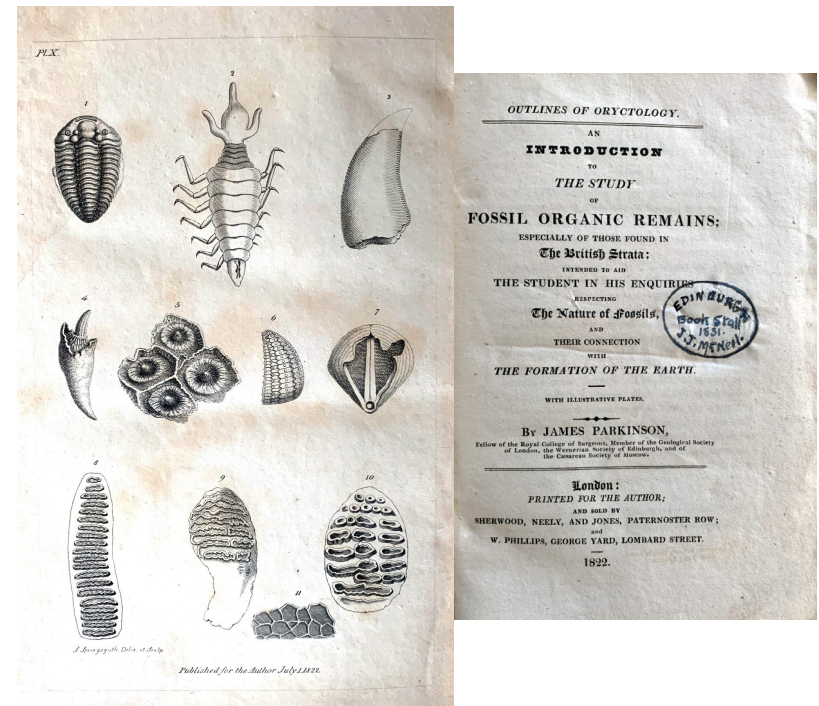 Pl. X.
1
2
3
4
5
6
7
8
9
10
11
Published for the Author July 1.1822.
OUTLINES OF ORYCTOLOGY.
AN
INTRODUCTION
TO
THE STUDY
OF
FOSSIL ORGANIC REMAINS;
ESPECIALLY OF THOSE FOUND IN
The British Strata:
INTENDED TO AID
THE STUDENT IN HIS ENQUIRIES
RESPECTING
The Nature of Fossils,
AND
THEIR CONNECTION
WITH
THE FORMATION OF THE EARTH.
WITH ILLUSTRATIVE PLATES.
EDINBURGH
Book Stall
1831.
J.J. McNeil.
By JAMES PARKINSON,
Fellow of the Royal College of Surgeons, Member of the Geological Society
of London, the Wernerian Society of Edinburgh, and of
the Cæsarean Society of Moscow.
London:
PRINTED FOR THE AUTHOR;
AND SOLD BY
SHERWOOD, NEELY, AND JONES, PATERNOSTER ROW;
and
W. PHILLIPS, GEORGE YARD, LOMBARD STREET.
1822.